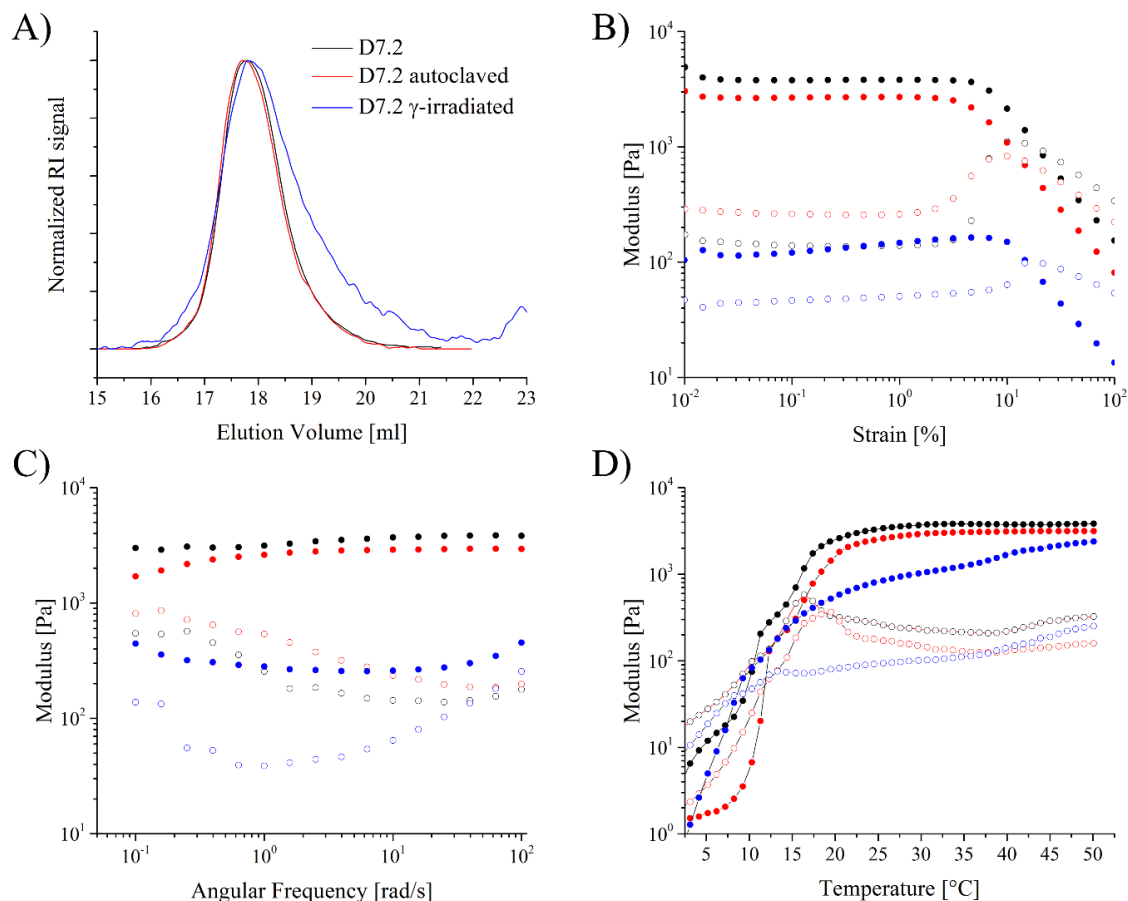 A)
Normalized RI signal
D7.2
D7.2 autoclaved
D7.2 γ-irradiated
15 16 17 18 19 20 21 22 23
Elution Volume [ml]
B)
Modulus [Pa]
10⁴
10³
10²
10¹
10⁻² 10⁻¹ 10⁰ 10¹ 10²
Strain [%]
C)
Modulus [Pa]
10⁴
10³
10²
10¹
10⁻¹ 10⁰ 10¹ 10²
Angular Frequency [rad/s]
D)
Modulus [Pa]
10⁴
10³
10²
10¹
10⁰
5 10 15 20 25 30 35 40 45 50
Temperature [°C]